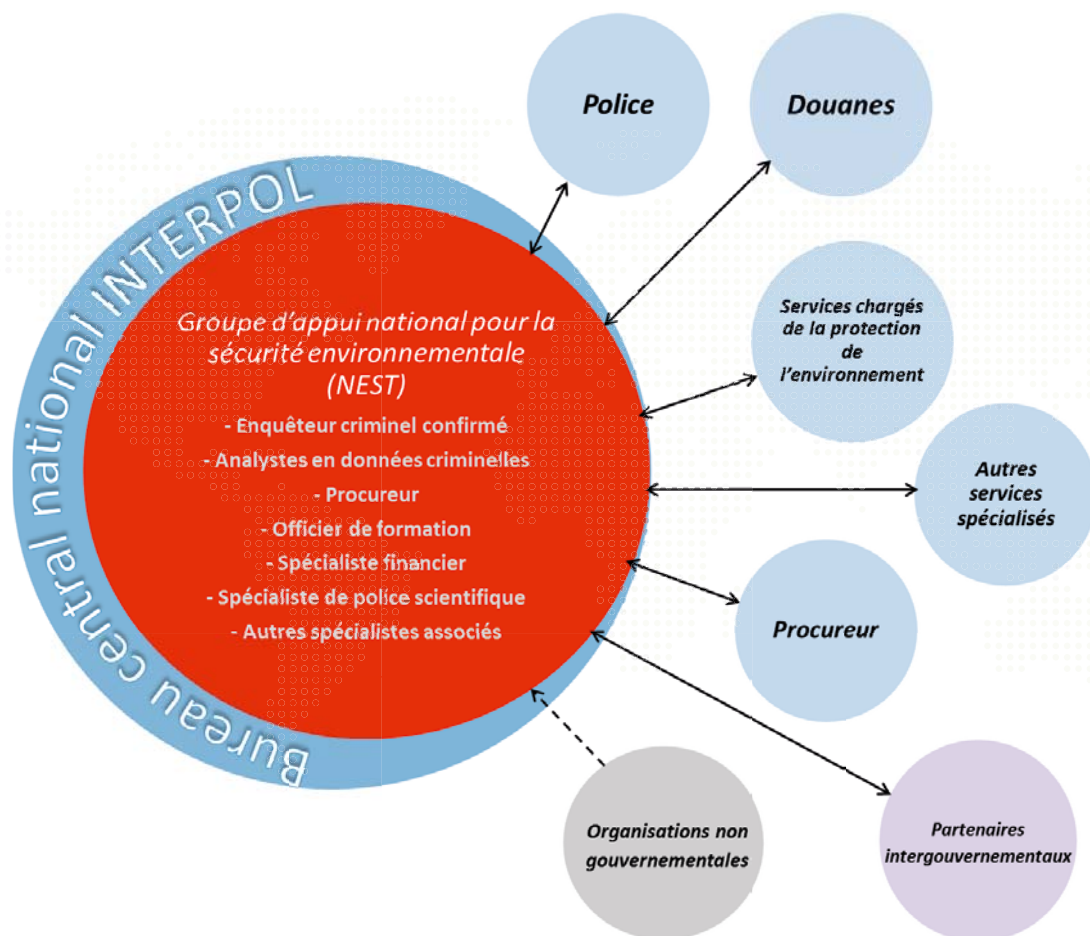 Police
Douanes
Bureau central national INTERPOL
Groupe d'appui national pour la
sécurité environnementale
(NEST)
- Enquêteur criminel confirmé
- Analystes en données criminelles
- Procureur
- Officier de formation
- Spécialiste financier
- Spécialiste de police scientifique
- Autres spécialistes associés
Services chargés
de la protection
de
l'environnement
Autres
services
spécialisés
Procureur
Organisations non
gouvernementales
Partenaires
intergouvernementaux